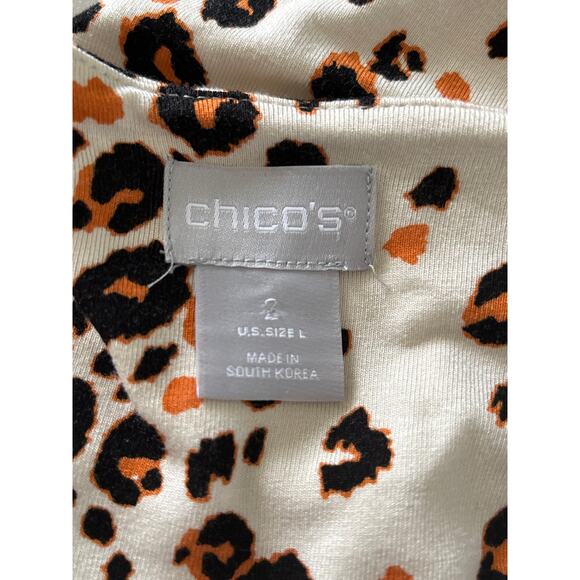 chico's®
2
U.S.SIZE L
MADE IN
SOUTH KOREA